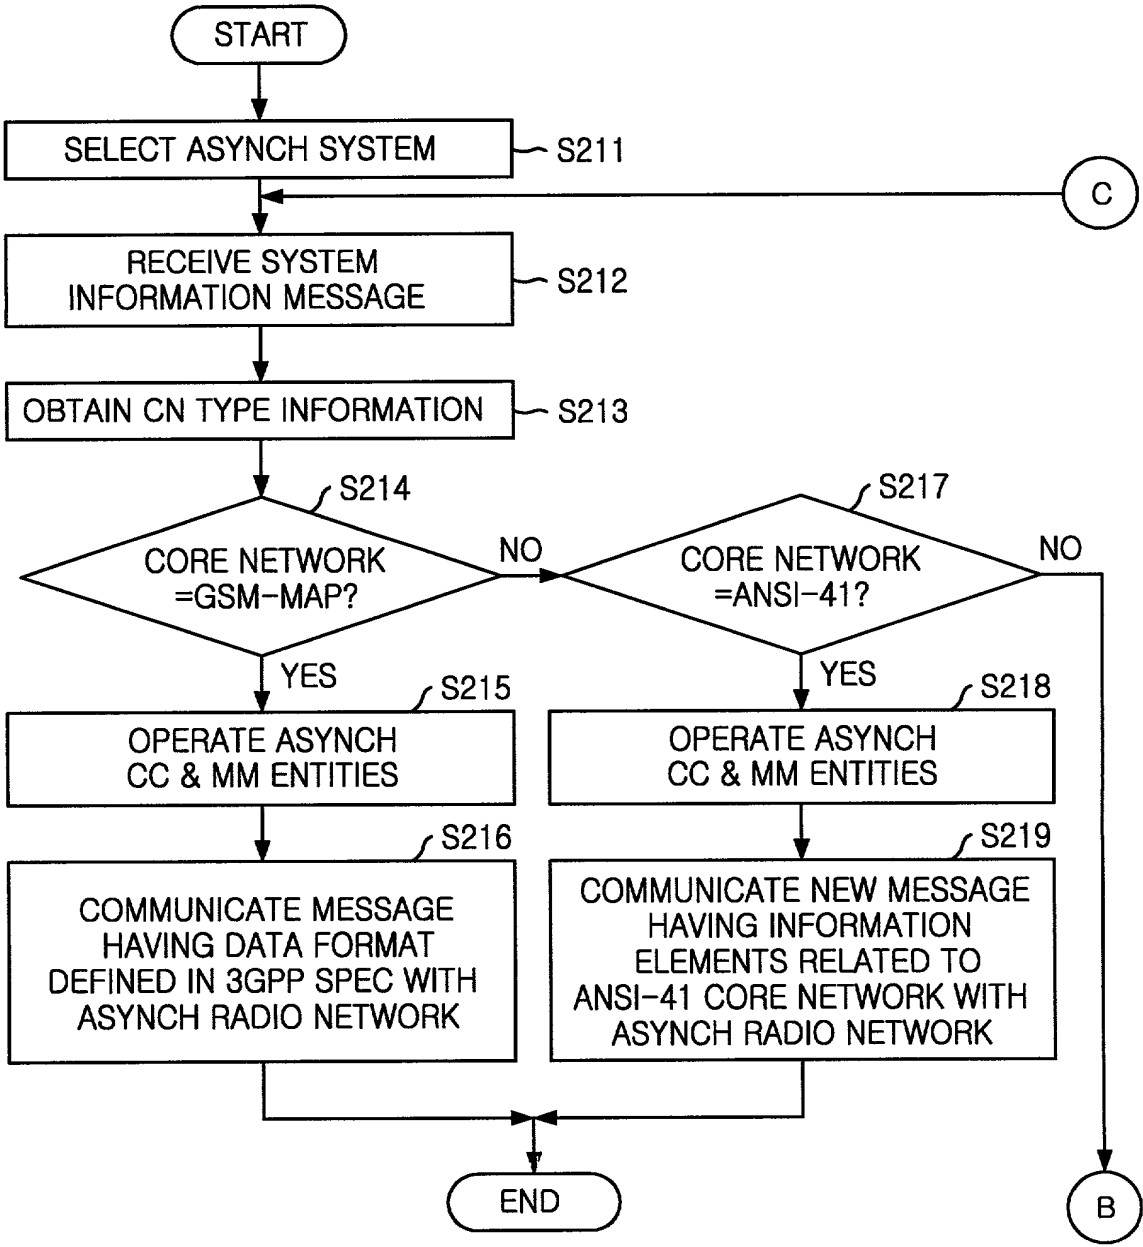 START
SELECT ASYNCH SYSTEM
S211
C
RECEIVE SYSTEM
INFORMATION MESSAGE
S212
OBTAIN CN TYPE INFORMATION
S213
S214
CORE NETWORK
=GSM-MAP?
NO
S217
CORE NETWORK
=ANSI-41?
NO
YES
YES
S215
OPERATE ASYNCH
CC & MM ENTITIES
S218
OPERATE ASYNCH
CC & MM ENTITIES
S216
COMMUNICATE MESSAGE
HAVING DATA FORMAT
DEFINED IN 3GPP SPEC WITH
ASYNCH RADIO NETWORK
S219
COMMUNICATE NEW MESSAGE
HAVING INFORMATION
ELEMENTS RELATED TO
ANSI-41 CORE NETWORK WITH
ASYNCH RADIO NETWORK
END
B